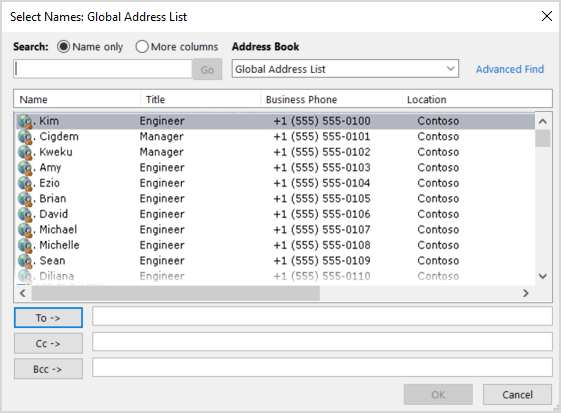 Select Names: Global Address List
Search: Name only More columns Address Book
Go Global Address List Advanced Find
Name Title Business Phone Location
. Kim Engineer +1 (555) 555-0100 Contoso
. Cigdem Manager +1 (555) 555-0101 Contoso
. Kweku Manager +1 (555) 555-0102 Contoso
. Amy Engineer +1 (555) 555-0103 Contoso
. Ezio Engineer +1 (555) 555-0104 Contoso
. Brian Engineer +1 (555) 555-0105 Contoso
. David Engineer +1 (555) 555-0106 Contoso
. Michael Engineer +1 (555) 555-0107 Contoso
. Michelle Engineer +1 (555) 555-0108 Contoso
. Sean Engineer +1 (555) 555-0109 Contoso
. Diliana Engineer +1 (555) 555-0110 Contoso
To ->
Cc ->
Bcc ->
OK Cancel